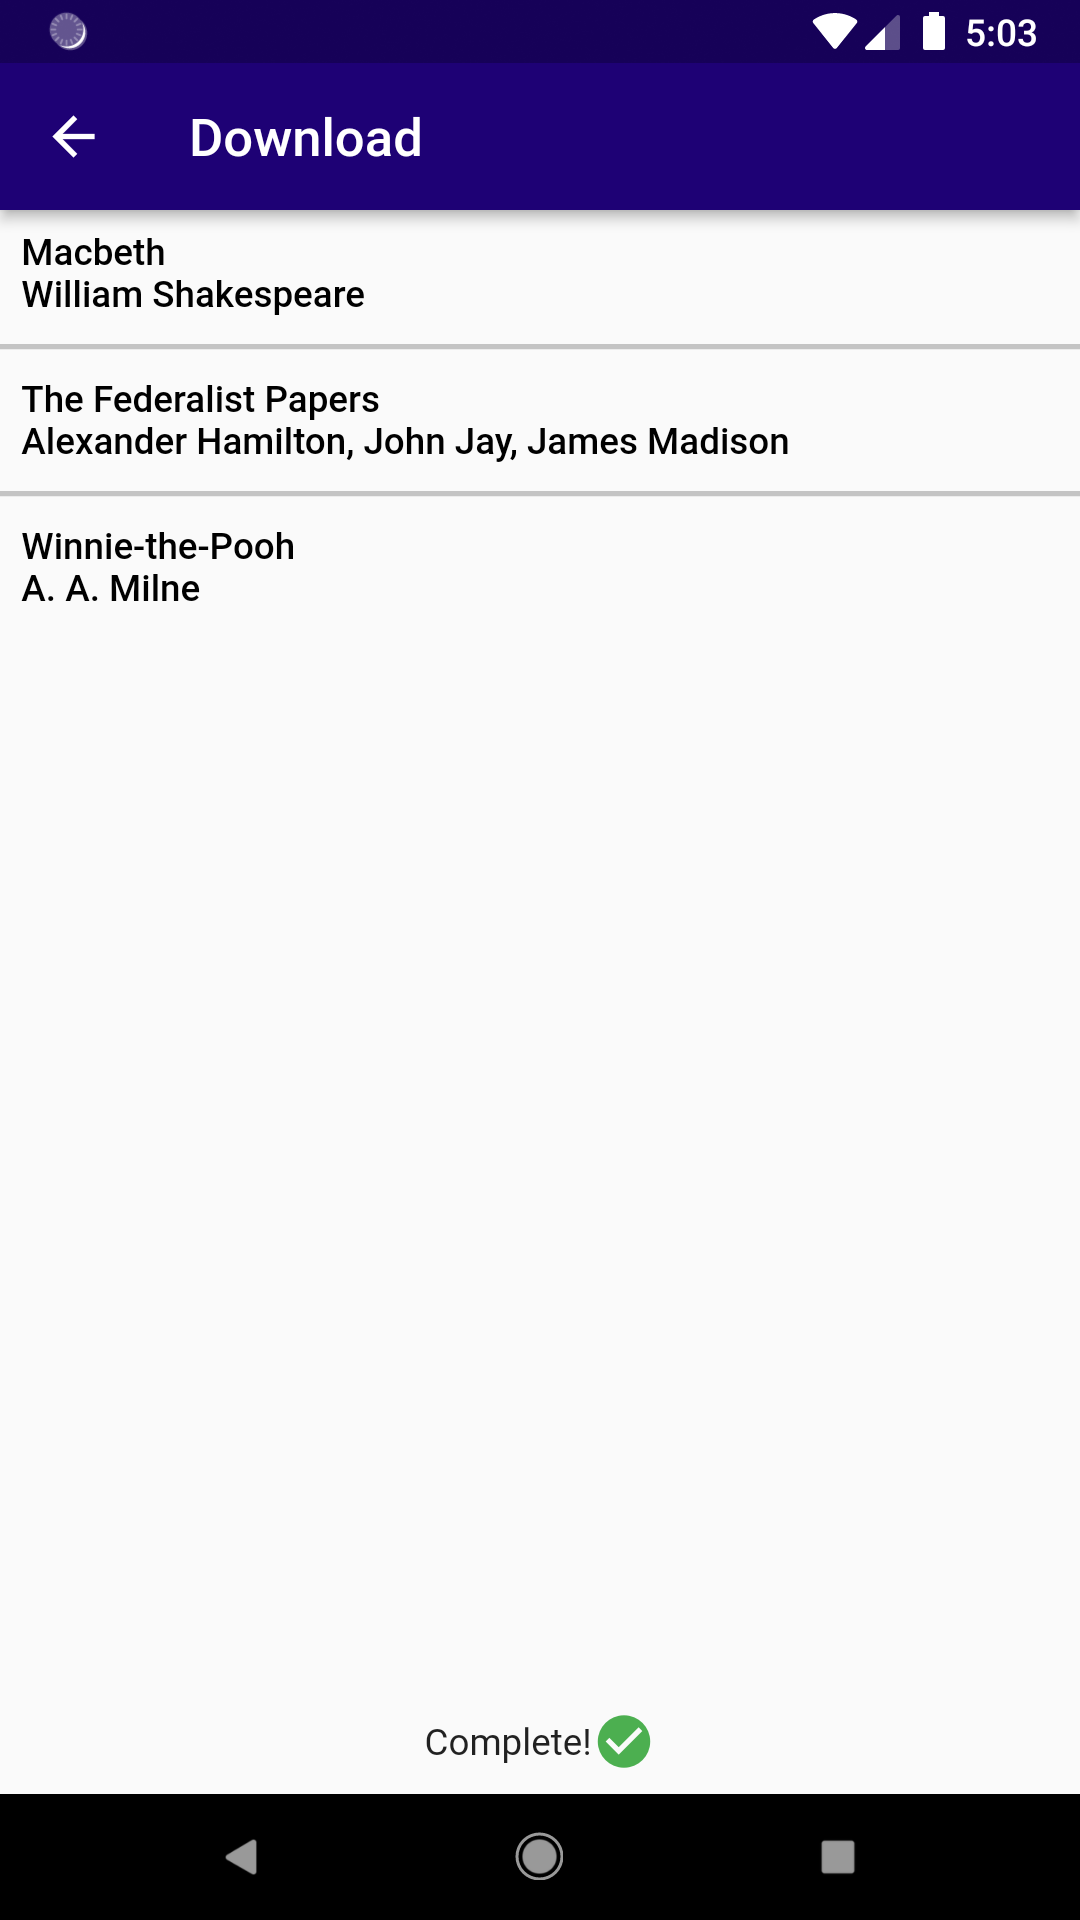 5:03
Download
Macbeth
William Shakespeare
The Federalist Papers
Alexander Hamilton, John Jay, James Madison
Winnie-the-Pooh
A. A. Milne
Complete!